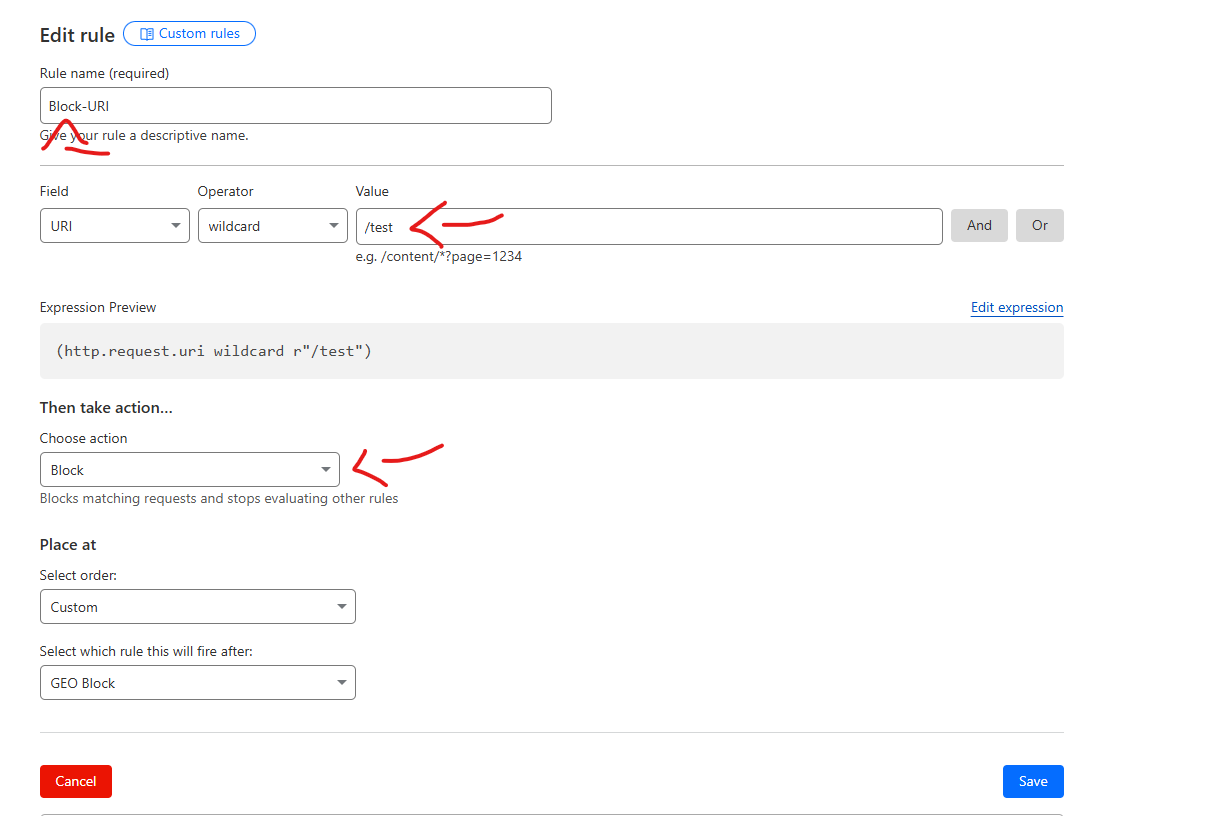 Edit rule Custom rules
Rule name (required)
Block-URI
Give your rule a descriptive name.
Field Operator Value
URI wildcard /test And Or
e.g. /content/*?page=1234
Expression Preview Edit expression
(http.request.uri wildcard r"/test")
Then take action...
Choose action
Block
Blocks matching requests and stops evaluating other rules
Place at
Select order:
Custom
Select which rule this will fire after:
GEO Block
Cancel Save